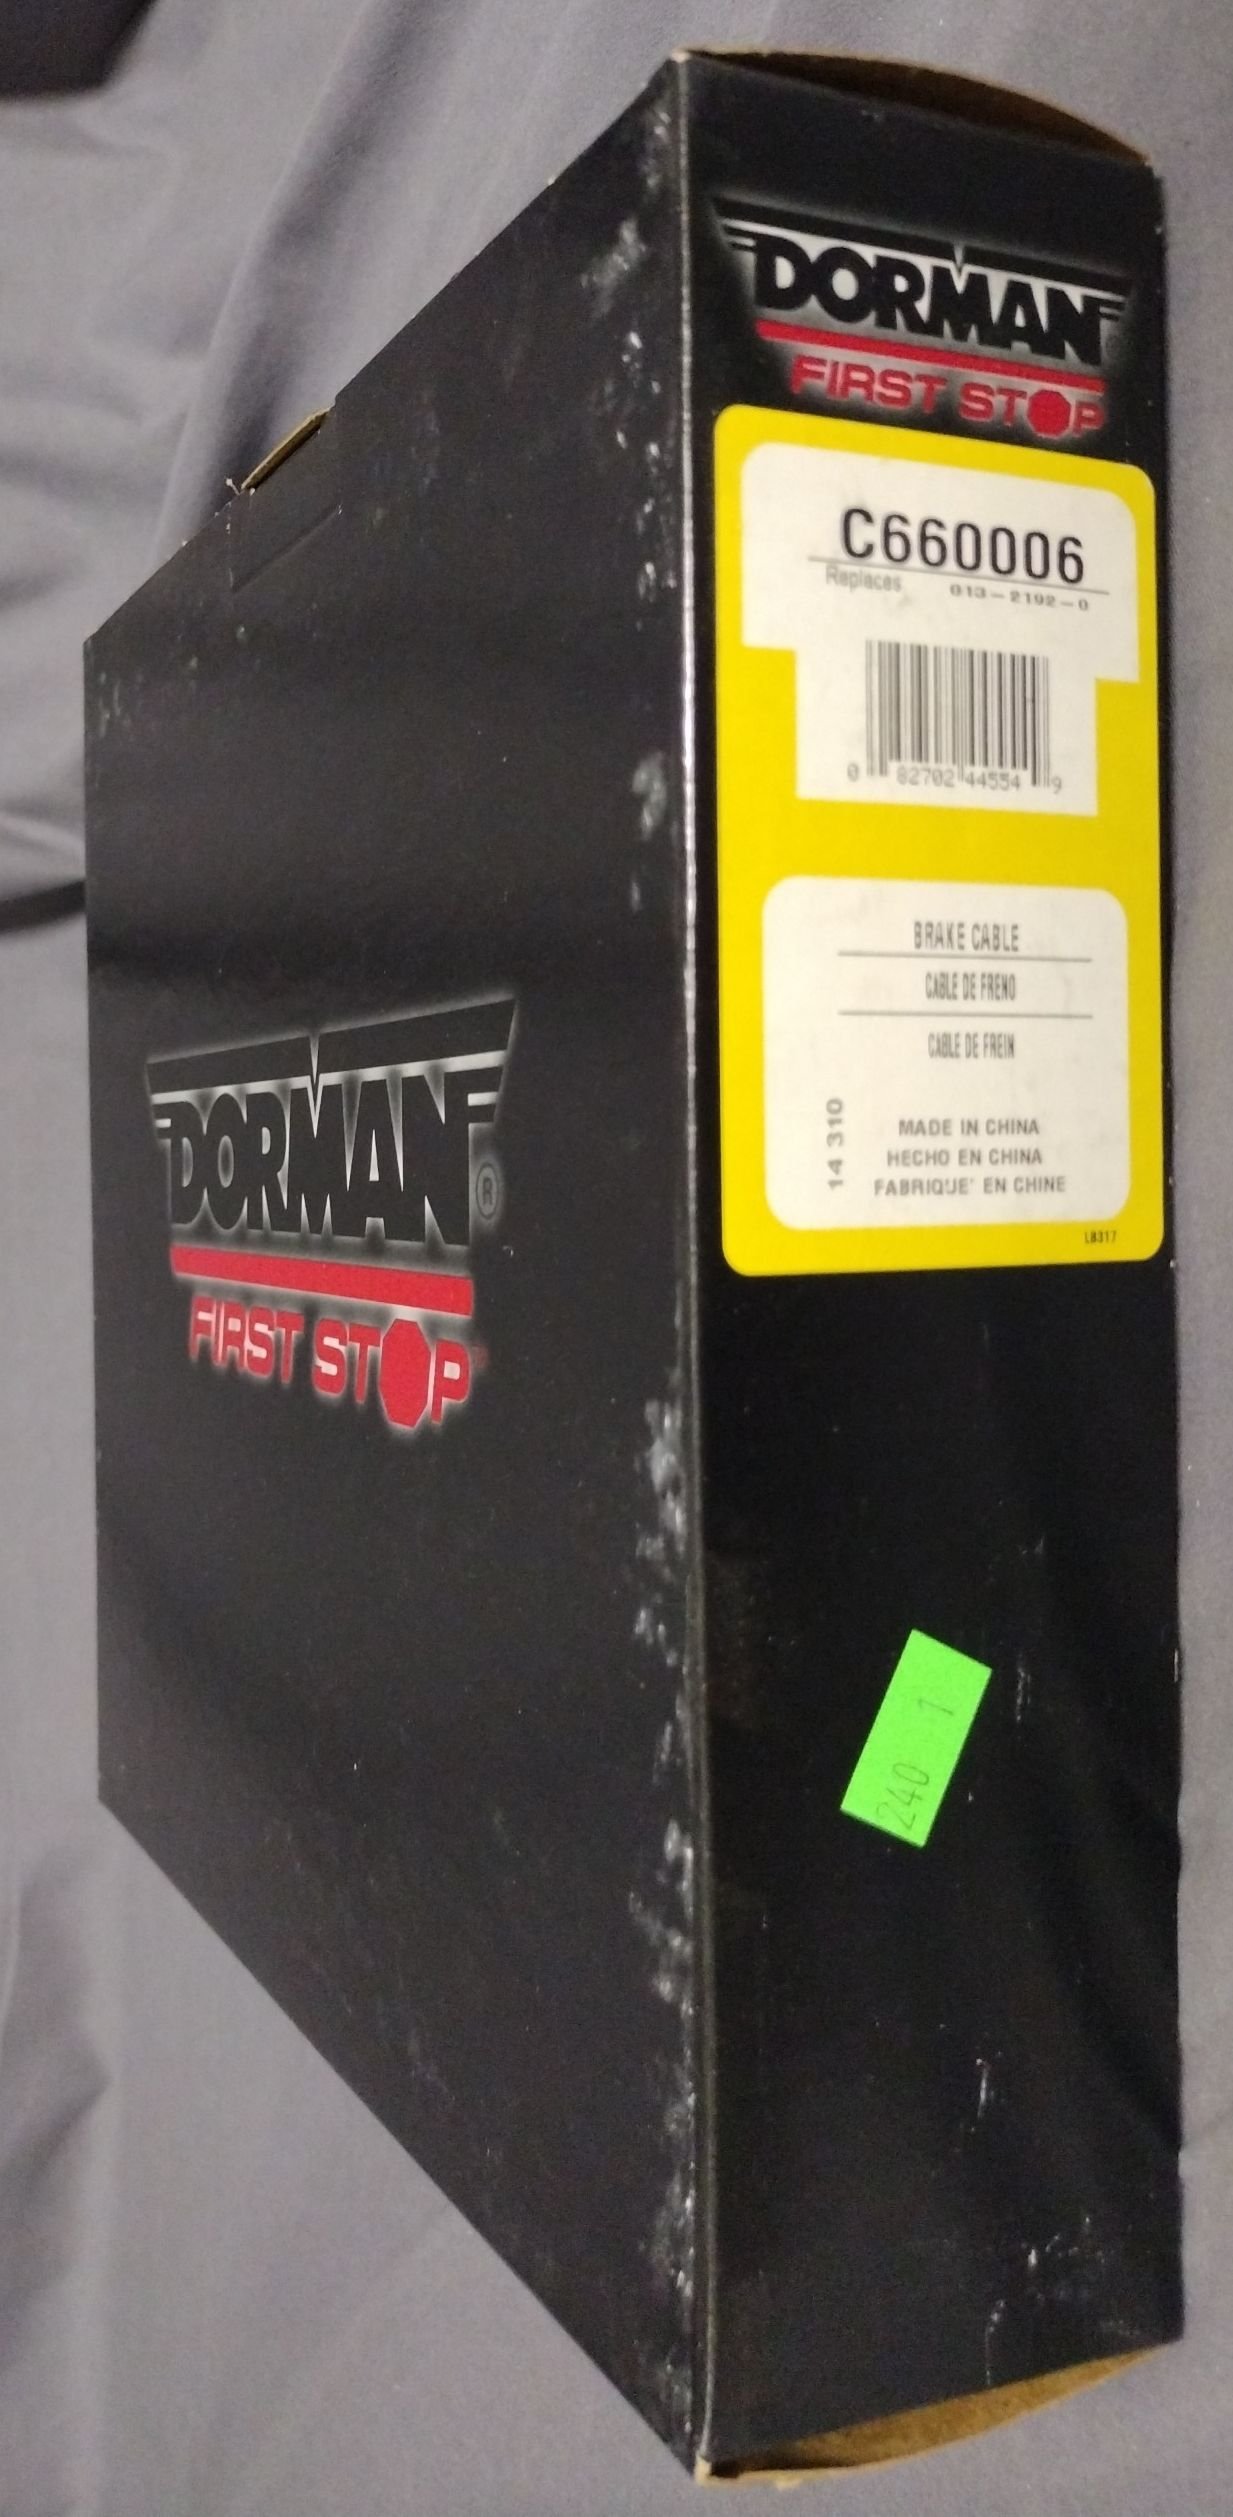 DORMAN
FIRST STOP
C660006
Replaces 013-2192-0
0 82702 44554 9
BRAKE CABLE
CABLE DE FRENO
CABLE DE FREIN
14 310
MADE IN CHINA
HECHO EN CHINA
FABRIQUE' EN CHINE
LB317
240 1
DORMAN®
FIRST STOP